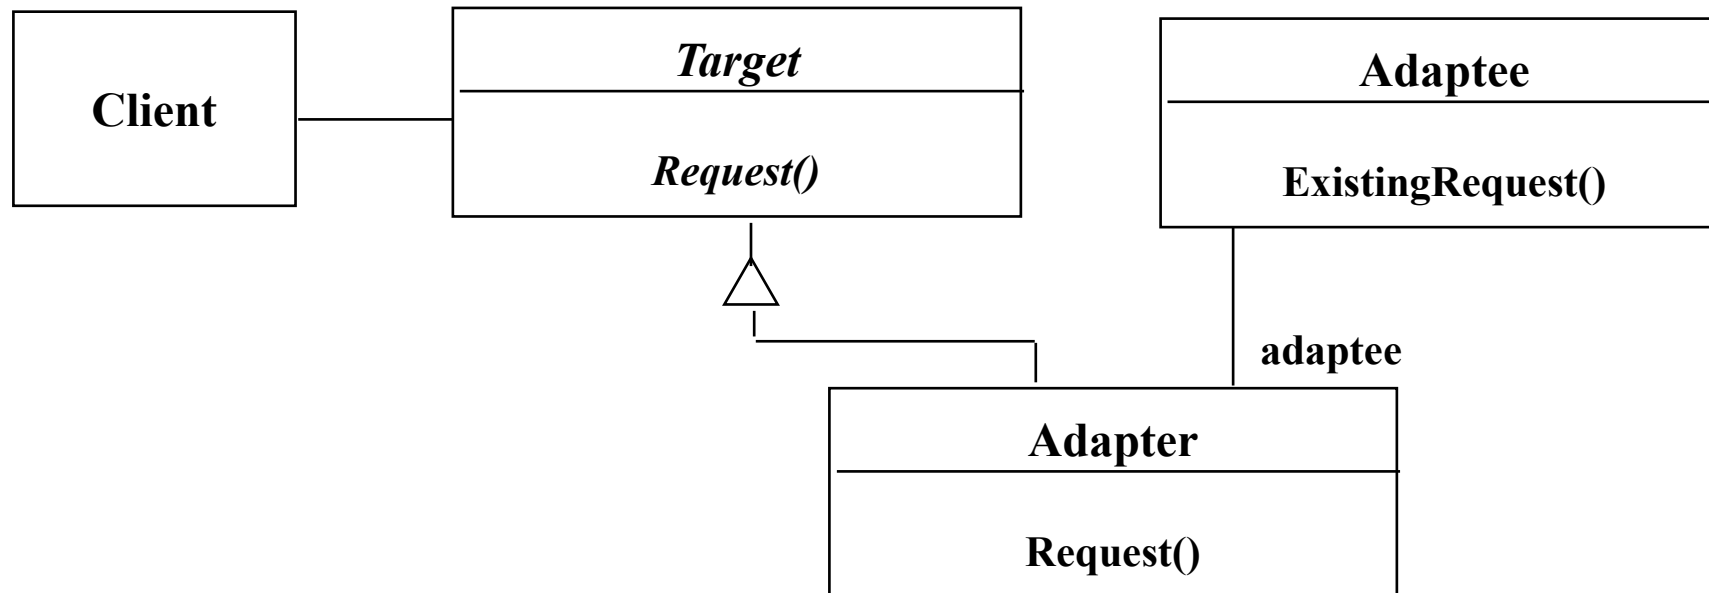 Client
Target
Request()
Adaptee
ExistingRequest()
adaptee
Adapter
Request()